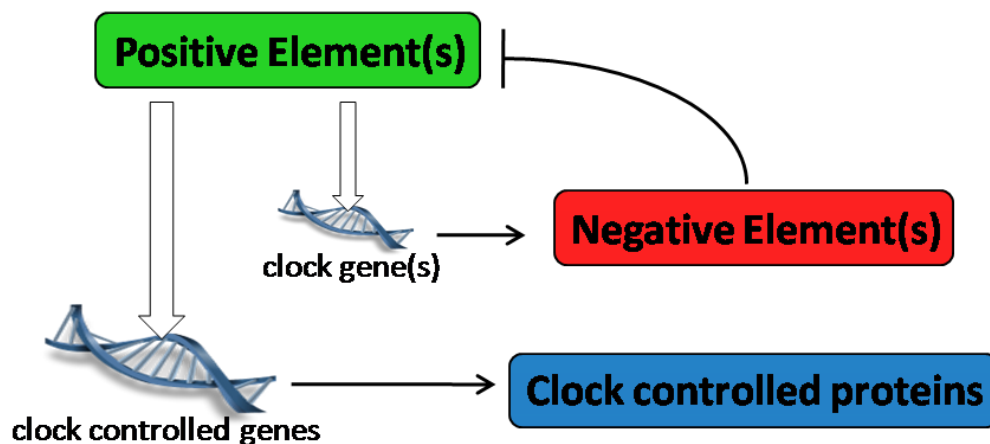 Positive Element(s)
Negative Element(s)
clock gene(s)
Clock controlled proteins
clock controlled genes